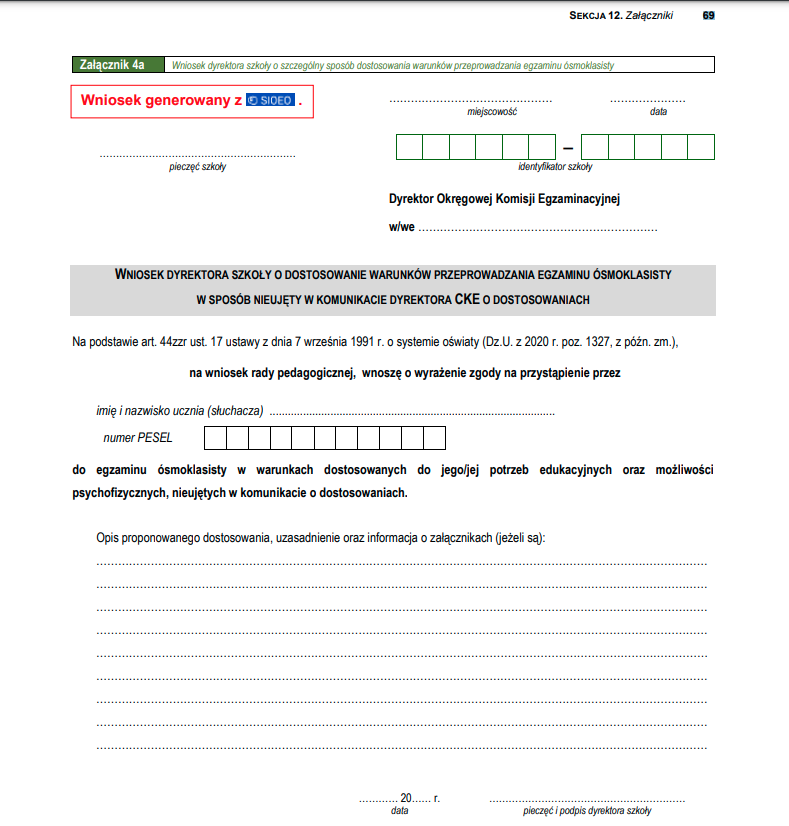 SEKCJA 12. Załączniki 69
Załącznik 4a Wniosek dyrektora szkoły o szczególny sposób dostosowania warunków przeprowadzania egzaminu ósmoklasisty
Wniosek generowany z SIOEO .
miejscowość data
pieczęć szkoły
–
identyfikator szkoły
Dyrektor Okręgowej Komisji Egzaminacyjnej
w/we ..................................................................
WNIOSEK DYREKTORA SZKOŁY O DOSTOSOWANIE WARUNKÓW PRZEPROWADZANIA EGZAMINU ÓSMOKLASISTY
W SPOSÓB NIEUJĘTY W KOMUNIKACIE DYREKTORA CKE O DOSTOSOWANIACH
Na podstawie art. 44zzr ust. 17 ustawy z dnia 7 września 1991 r. o systemie oświaty (Dz.U. z 2020 r. poz. 1327, z późn. zm.),
na wniosek rady pedagogicznej, wnoszę o wyrażenie zgody na przystąpienie przez
imię i nazwisko ucznia (słuchacza) ..................................................................
numer PESEL
do egzaminu ósmoklasisty w warunkach dostosowanych do jego/jej potrzeb edukacyjnych oraz możliwości
psychofizycznych, nieujętych w komunikacie o dostosowaniach.
Opis proponowanego dostosowania, uzasadnienie oraz informacja o załącznikach (jeżeli są):
............ 20...... r.
data pieczęć i podpis dyrektora szkoły